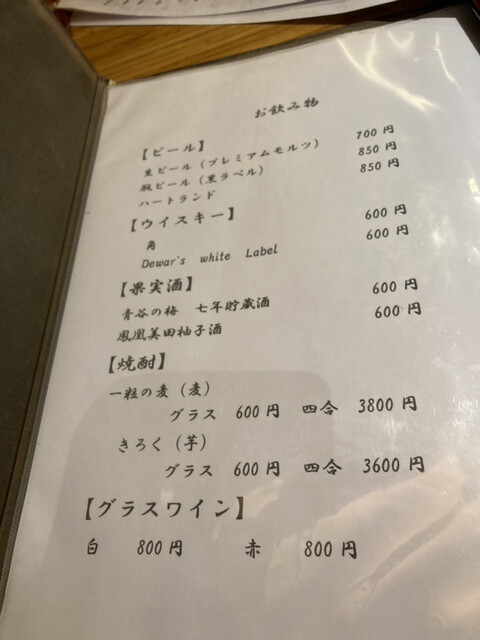 お飲み物
【ビール】
生ビール（プレミアムモルツ） 700 円
瓶ビール（黒ラベル） 850 円
ハートランド 850 円
【ウイスキー】
角 600 円
Dewar's white Label 600 円
【果実酒】
青谷の梅 七年貯蔵酒 600 円
鳳凰美田柚子酒 600 円
【焼酎】
一粒の麦（麦）
グラス 600 円 四合 3800 円
きろく（芋）
グラス 600 円 四合 3600 円
【グラスワイン】
白 800 円 赤 800 円